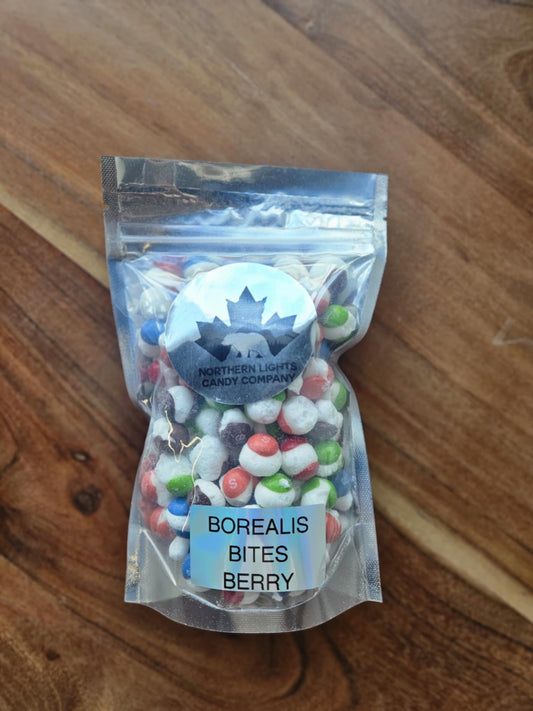 NORTHERN LIGHTS
CANDY COMPANY
S
BOREALIS
BITES
BERRY